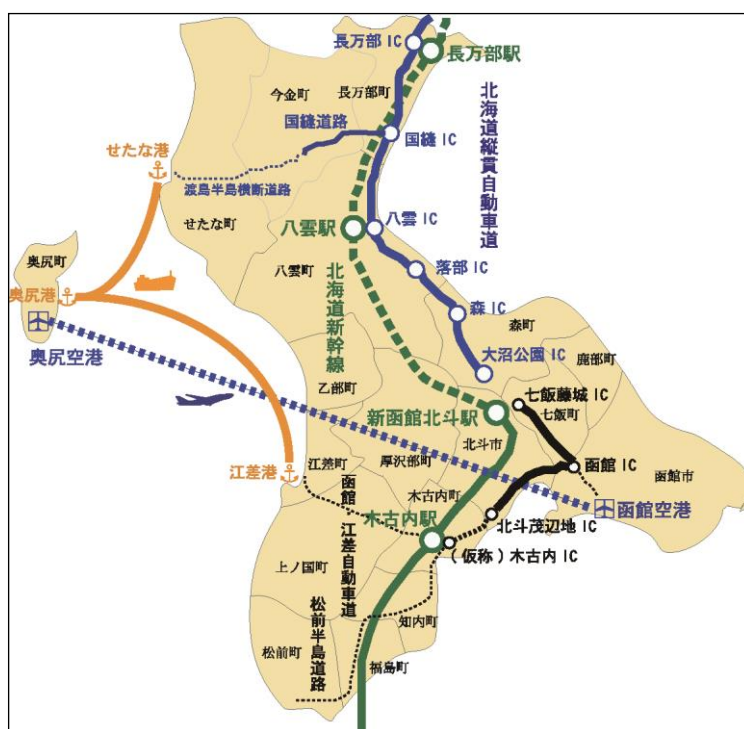 長万部 IC
長万部駅
今金町
長万部町
国縫道路
国縫 IC
せたな港
渡島半島横断道路
北海道縦貫自動車道
せたな町
八雲駅
八雲 IC
奥尻町
八雲町
落部 IC
奥尻港
北海道新幹線
森 IC
森町
奥尻空港
大沼公園 IC
鹿部町
乙部町
七飯藤城 IC
新函館北斗駅
七飯町
北斗市
江差港
江差町
厚沢部町
函館 IC
函館市
木古内町
函館・江差自動車道
函館空港
木古内駅
北斗茂辺地 IC
(仮称)木古内 IC
上ノ国町
松前半島道路
知内町
松前町
福島町